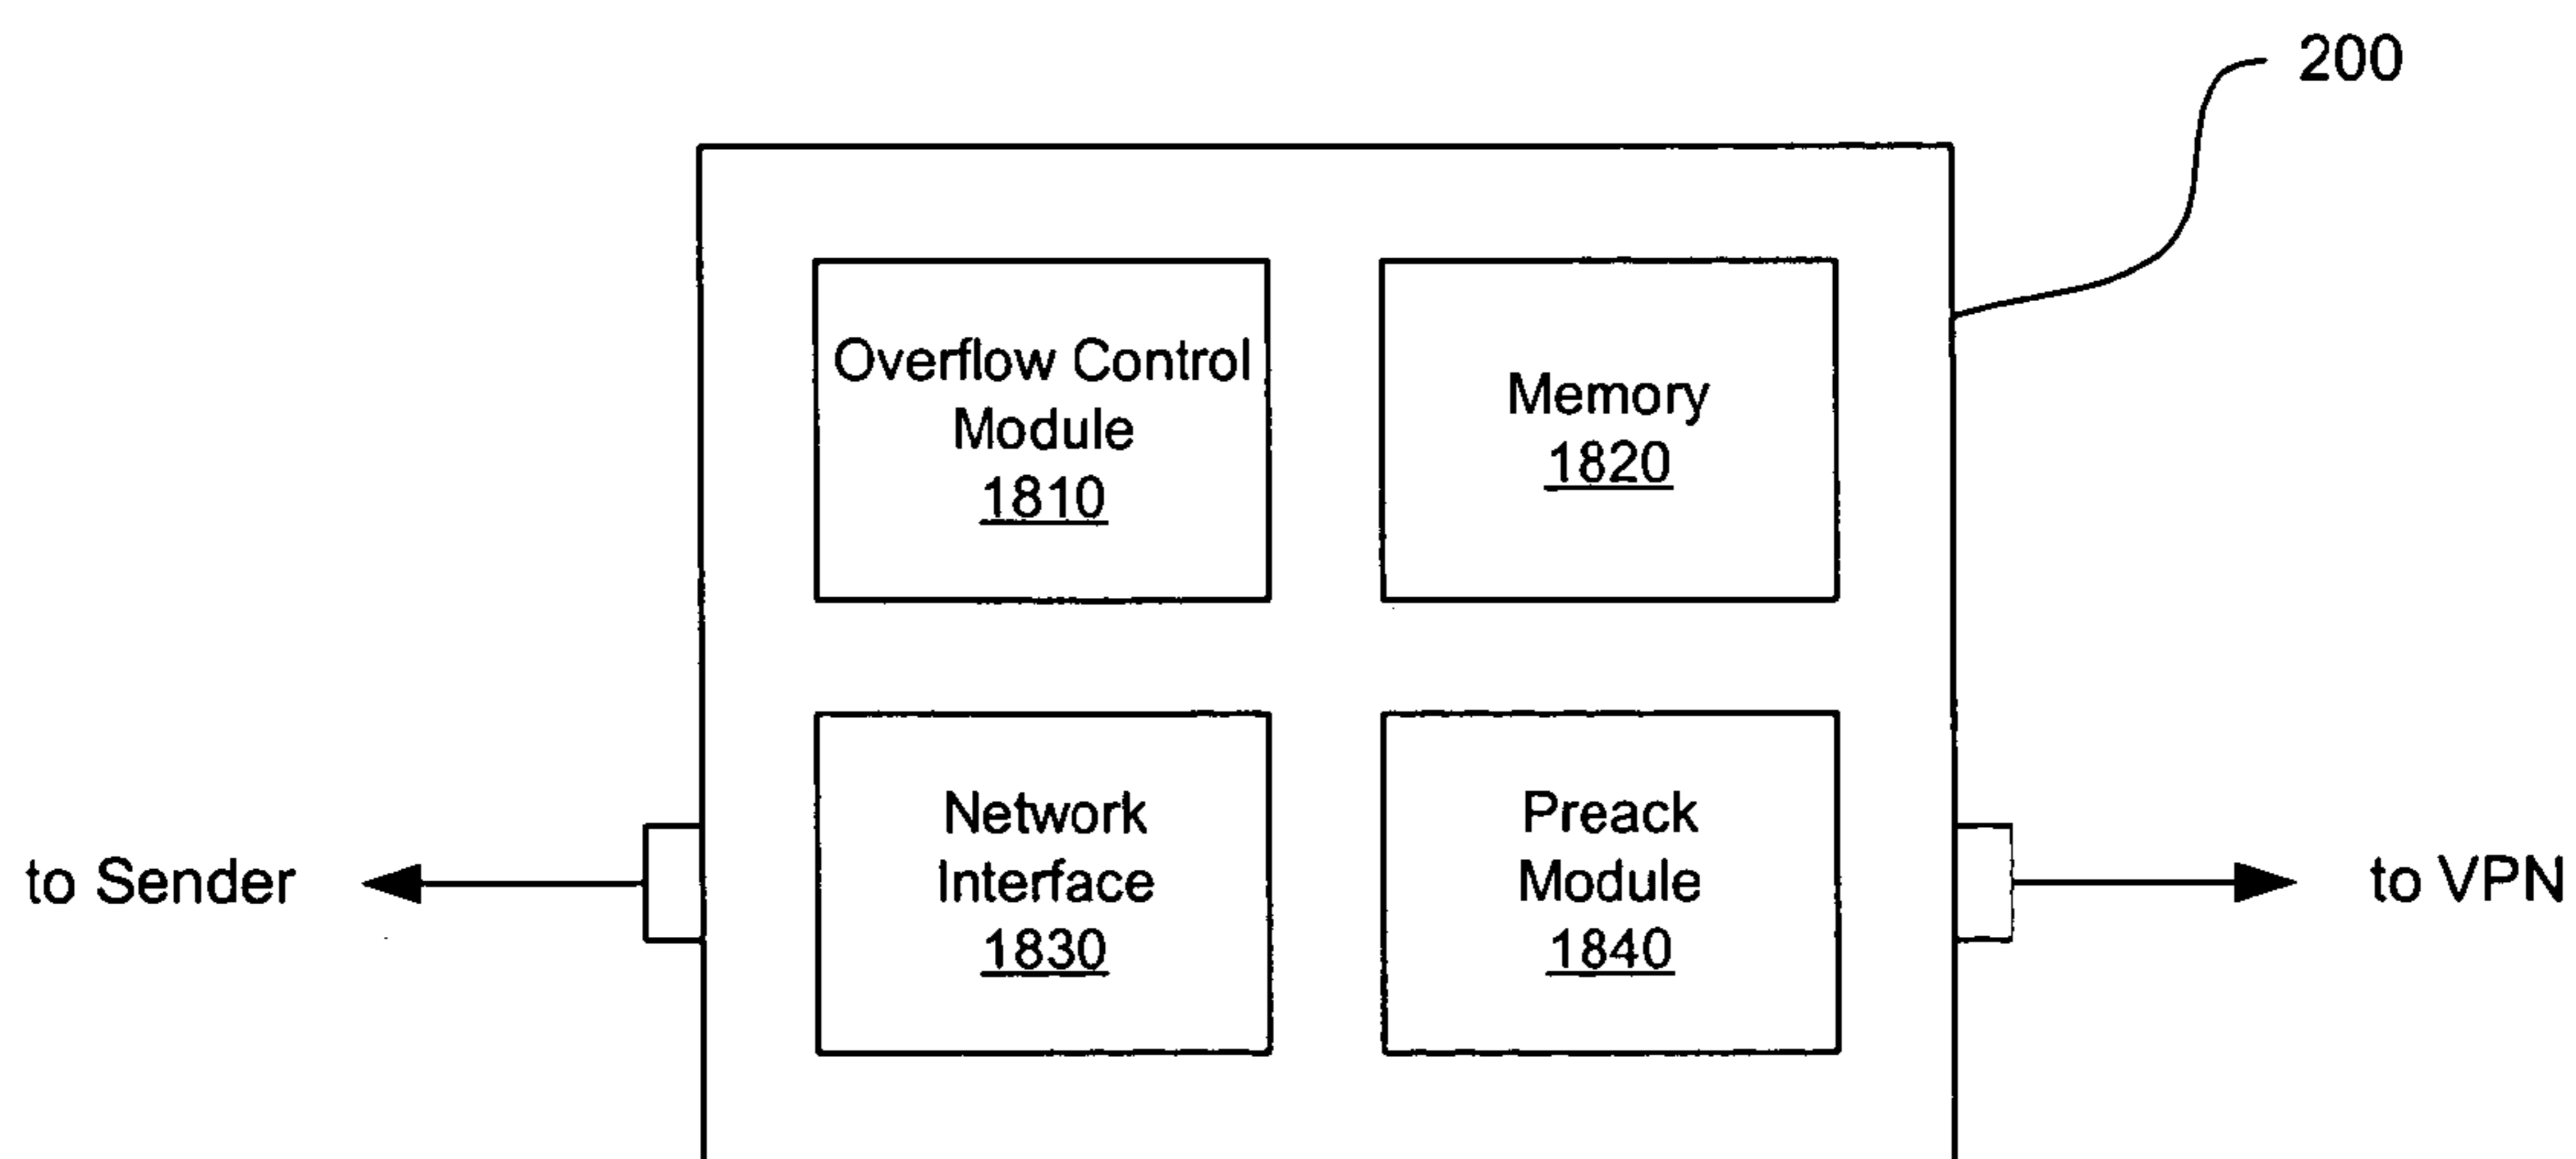 200
Overflow Control
Module
1810
Memory
1820
Network
Interface
1830
Preack
Module
1840
to Sender
to VPN